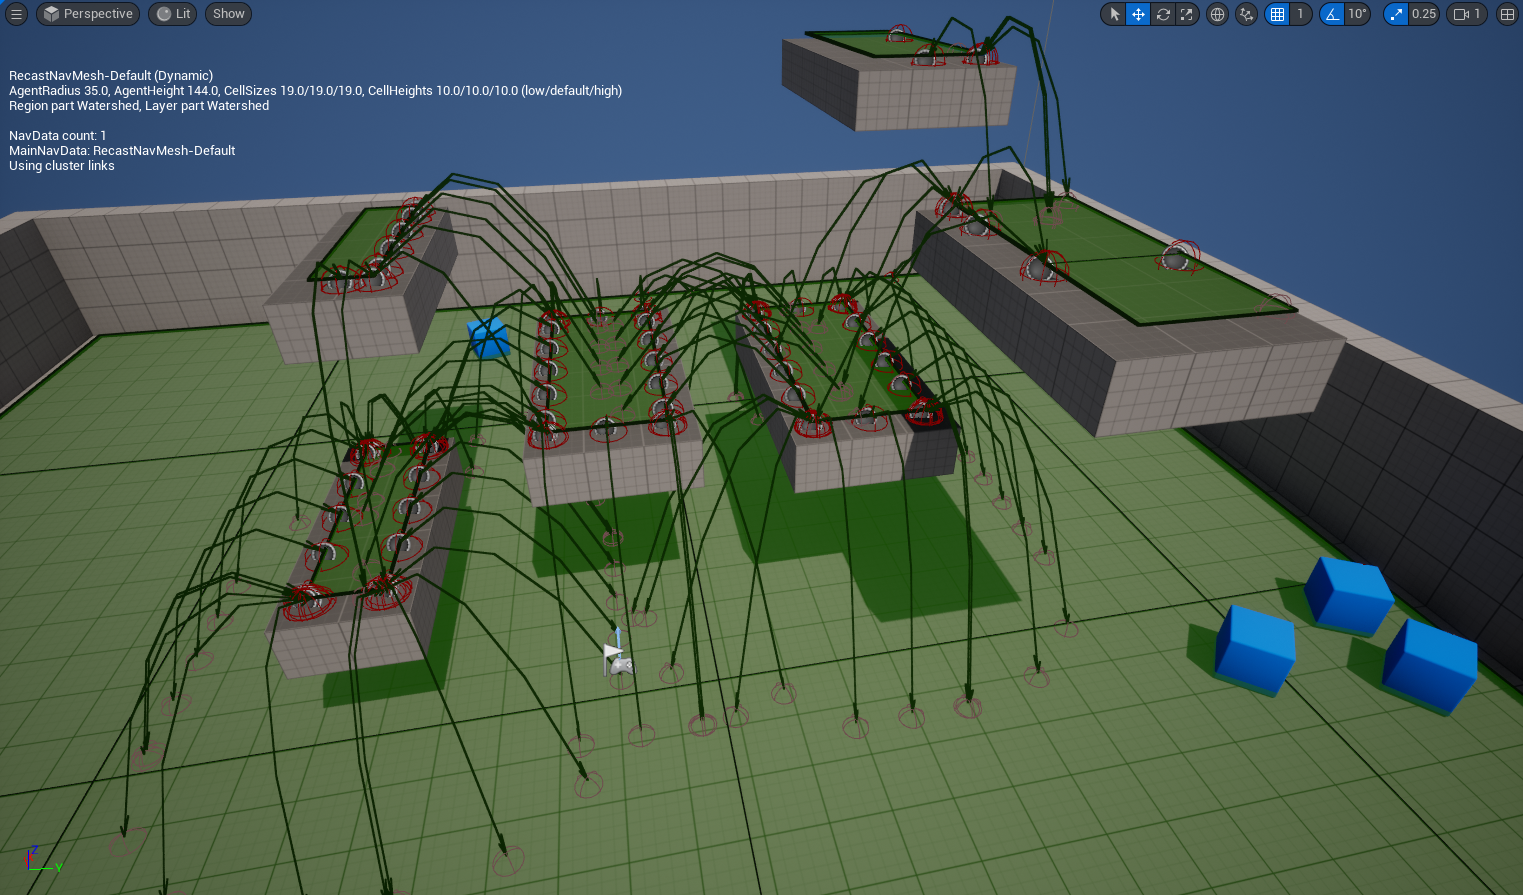 Perspective
Lit
Show
1
10°
0.25
1
RecastNavMesh-Default (Dynamic)
AgentRadius 35.0, AgentHeight 144.0, CellSizes 19.0/19.0/19.0, CellHeights 10.0/10.0/10.0 (low/default/high)
Region part Watershed, Layer part Watershed
NavData count: 1
MainNavData: RecastNavMesh-Default
Using cluster links
Z
Y